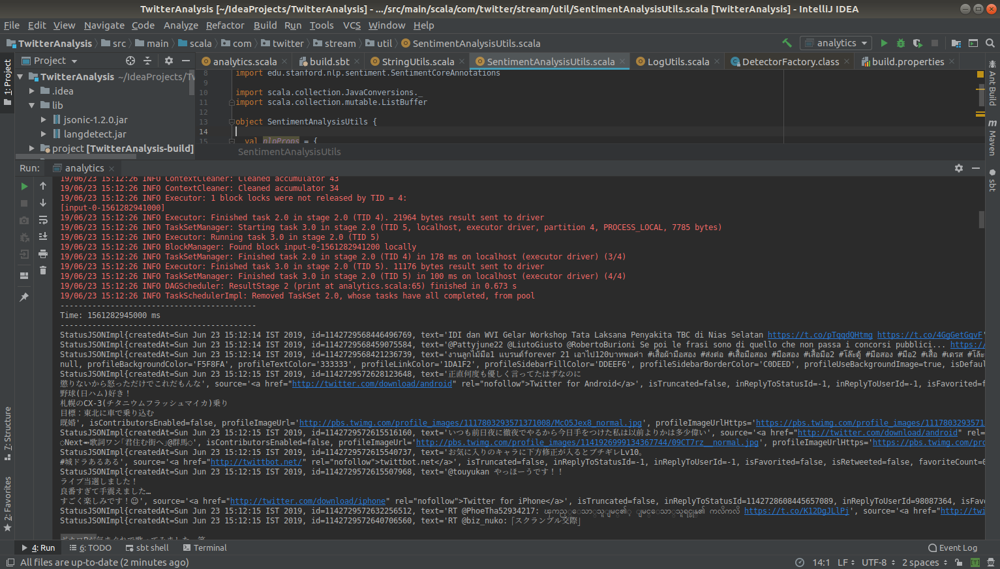 TwitterAnalysis [~/IdeaProjects/TwitterAnalysis] - .../src/main/scala/com/twitter/stream/util/SentimentAnalysisUtils.scala [TwitterAnalysis] - IntelliJ IDEA
File Edit View Navigate Code Analyze Refactor Build Run Tools VCS Window Help
TwitterAnalysis src main scala com twitter stream util SentimentAnalysisUtils.scala analytics
Project analytics.scala build.sbt StringUtils.scala SentimentAnalysisUtils.scala LogUtils.scala DetectorFactory.class build.properties
1: Project
TwitterAnalysis ~/IdeaProjects/Tw
.idea
lib
jsonic-1.2.0.jar
langdetect.jar
project [TwitterAnalysis-build]
8 import edu.stanford.nlp.sentiment.SentimentCoreAnnotations
9
10 import scala.collection.JavaConversions._
11 import scala.collection.mutable.ListBuffer
12
13 object SentimentAnalysisUtils {
14
15 val nlpProps = {
SentimentAnalysisUtils
Ant Build
Maven
sbt
Run: analytics
19/06/23 15:12:26 INFO ContextCleaner: Cleaned accumulator 43
19/06/23 15:12:26 INFO ContextCleaner: Cleaned accumulator 34
19/06/23 15:12:26 INFO Executor: 1 block locks were not released by TID = 4:
[input-0-1561282941000]
19/06/23 15:12:26 INFO Executor: Finished task 2.0 in stage 2.0 (TID 4). 21964 bytes result sent to driver
19/06/23 15:12:26 INFO TaskSetManager: Starting task 3.0 in stage 2.0 (TID 5, localhost, executor driver, partition 4, PROCESS_LOCAL, 7785 bytes)
19/06/23 15:12:26 INFO Executor: Running task 3.0 in stage 2.0 (TID 5)
19/06/23 15:12:26 INFO BlockManager: Found block input-0-1561282941200 locally
19/06/23 15:12:26 INFO TaskSetManager: Finished task 2.0 in stage 2.0 (TID 4) in 178 ms on localhost (executor driver) (3/4)
19/06/23 15:12:26 INFO Executor: Finished task 3.0 in stage 2.0 (TID 5). 11176 bytes result sent to driver
19/06/23 15:12:26 INFO TaskSetManager: Finished task 3.0 in stage 2.0 (TID 5) in 100 ms on localhost (executor driver) (4/4)
19/06/23 15:12:26 INFO DAGScheduler: ResultStage 2 (print at analytics.scala:65) finished in 0.673 s
19/06/23 15:12:26 INFO TaskSchedulerImpl: Removed TaskSet 2.0, whose tasks have all completed, from pool
-------------------------------------------
Time: 1561282945000 ms
-------------------------------------------
StatusJSONImpl{createdAt=Sun Jun 23 15:12:14 IST 2019, id=1142729568446496769, text='IDI dan WVI Gelar Workshop Tata Laksana Penyakita TBC di Nias Selatan https://t.co/pTqqdQHtmg https://t.co/4GgGetGqvF'
StatusJSONImpl{createdAt=Sun Jun 23 15:12:14 IST 2019, id=1142729568459075584, text='@Pattyjune22 @LiutoGiusto @RobertoBurioni Se poi le frasi sono di quello che non passa i concorsi pubblici... https:/
StatusJSONImpl{createdAt=Sun Jun 23 15:12:14 IST 2019, id=1142729568421236739, text='งานลูกไม้มือ1 แบรนด์forever 21 เอาไป120บาทพอค่า #เสื้อผ้ามือสอง #ส่งต่อ #เสื้อมือสอง #มือสอง #เสื้อมือ2 #โล๊ะตู้ #มือสอง #มือ2 #เสื้อ #เดรส #โล๊ะ
null, profileBackgroundColor='F5F8FA', profileTextColor='333333', profileLinkColor='1DA1F2', profileSidebarFillColor='DDEEF6', profileSidebarBorderColor='C0DEED', profileUseBackgroundImage=true, isDefaul
StatusJSONImpl{createdAt=Sun Jun 23 15:12:15 IST 2019, id=1142729572628123648, text='正直何度も優しく言ってたはずなのに
懲りないから怒っただけでこれだもんな', source='<a href="http://twitter.com/download/android" rel="nofollow">Twitter for Android</a>', isTruncated=false, inReplyToStatusId=-1, inReplyToUserId=-1, isFavorited=f
野球(日ハム)好き！
札幌のCX-3(チタニウムフラッシュマイカ)乗り
目標：東北に車で乗り込む
既婚', isContributorsEnabled=false, profileImageUrl='http://pbs.twimg.com/profile_images/1117803293571371008/McO5Jex8_normal.jpg', profileImageUrlHttps='https://pbs.twimg.com/profile_images/1117803293571
StatusJSONImpl{createdAt=Sun Jun 23 15:12:15 IST 2019, id=1142729572615516160, text='いつも前日夜に徹夜でやるから今日手をつけた私は以前よりかは多少偉い', source='<a href="http://twitter.com/download/android" rel=
Next⇴歌詞ワン｢君住む街へ｣@群馬', isContributorsEnabled=false, profileImageUrl='http://pbs.twimg.com/profile_images/1141926999134367744/09CT7rz__normal.jpg', profileImageUrlHttps='https://pbs.twimg.com/pro
StatusJSONImpl{createdAt=Sun Jun 23 15:12:15 IST 2019, id=1142729572615540737, text='お気に入りのキャラに下方修正が入るとブチギレLv10。
#城ドラあるある', source='<a href="http://twittbot.net/" rel="nofollow">twittbot.net</a>', isTruncated=false, inReplyToStatusId=-1, inReplyToUserId=-1, isFavorited=false, isRetweeted=false, favoriteCount=0
StatusJSONImpl{createdAt=Sun Jun 23 15:12:15 IST 2019, id=1142729572615507968, text='@touyukan やっほーうです！！
ライブ当選しました！
良番すぎて手震えました…
すごく楽しみです！☺', source='<a href="http://twitter.com/download/iphone" rel="nofollow">Twitter for iPhone</a>', isTruncated=false, inReplyToStatusId=1142728608445657089, inReplyToUserId=98087364, isFavo
StatusJSONImpl{createdAt=Sun Jun 23 15:12:15 IST 2019, id=1142729572632256512, text='RT @PhoeTha52934217: https://t.co/K12DgJLlPj', source='<a href="http://twi
StatusJSONImpl{createdAt=Sun Jun 23 15:12:15 IST 2019, id=1142729572640706560, text='RT @biz_nuko:「スクランブル交際」
7: Structure
2: Favorites
4: Run 6: TODO sbt shell Terminal Event Log
All files are up-to-date (2 minutes ago) 14:1 LF UTF-8 2 spaces